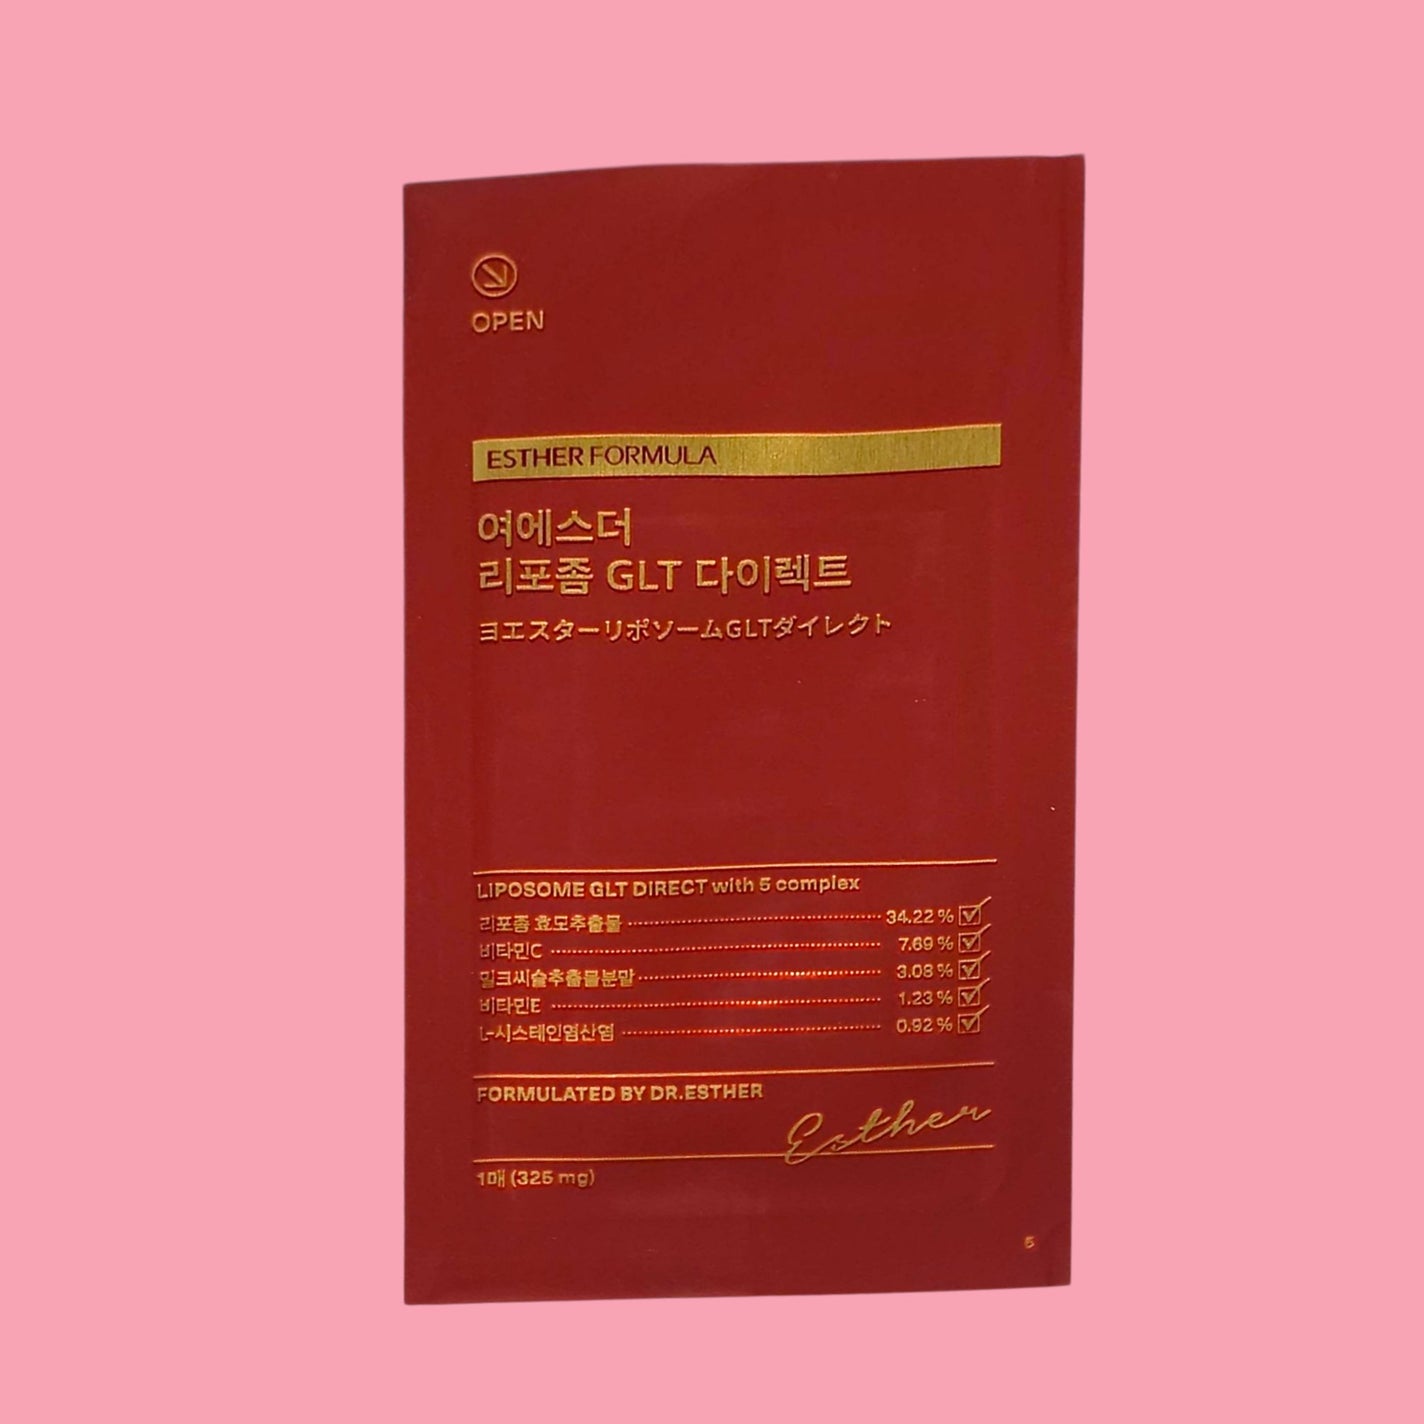 OPEN
ESTHER FORMULA
여에스더
리포좀 GLT 다이렉트
ヨエスターリポソームGLTダイレクト
LIPOSOME GLT DIRECT with 5 complex
리포좀 효모추출물 34.22 %
비타민C 7.69 %
밀크씨슬추출물분말 3.08 %
비타민E 1.23 %
L-시스테인염산염 0.92 %
FORMULATED BY DR.ESTHER
Esther
1매 (325 mg)
5